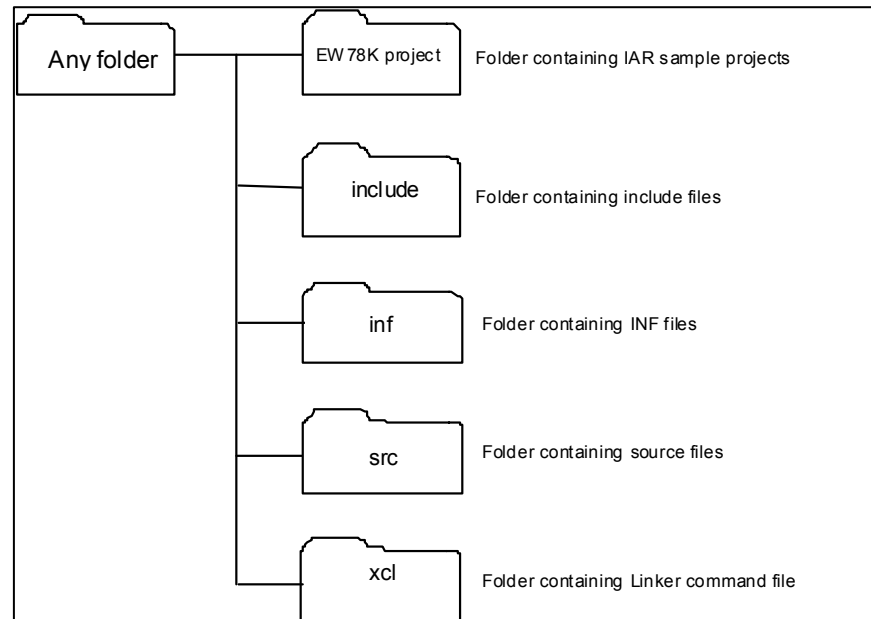 Any folder
EW78K project
Folder containing IAR sample projects
include
Folder containing include files
inf
Folder containing INF files
src
Folder containing source files
xcl
Folder containing Linker command file